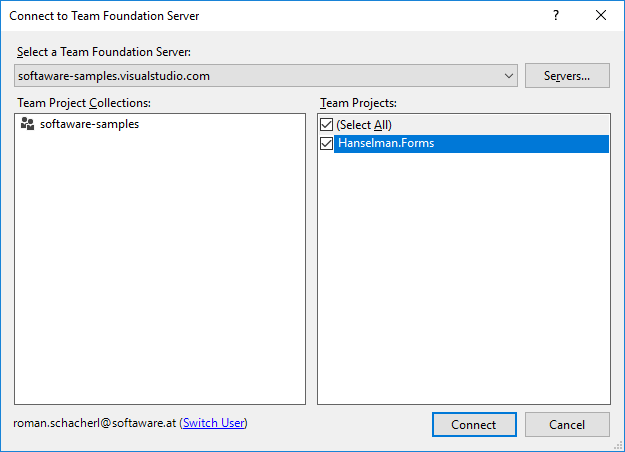 Connect to Team Foundation Server
?
Select a Team Foundation Server:
softaware-samples.visualstudio.com
Servers...
Team Project Collections:
softaware-samples
Team Projects:
(Select All)
Hanselman.Forms
roman.schacherl@softaware.at (Switch User)
Connect
Cancel